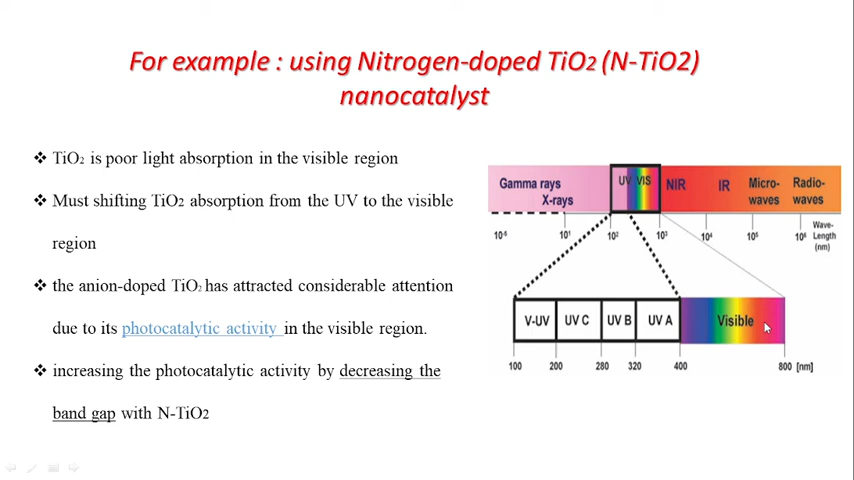 For example : using Nitrogen-doped TiO2 (N-TiO2)
nanocatalyst
❖ TiO2 is poor light absorption in the visible region
❖ Must shifting TiO2 absorption from the UV to the visible
region
❖ the anion-doped TiO2 has attracted considerable attention
due to its photocatalytic activity in the visible region.
❖ increasing the photocatalytic activity by decreasing the
band gap with N-TiO2
Gamma rays
X-rays
UV VIS
NIR
IR
Micro-
waves
Radio-
waves
10-5 10¹ 10² 10³ 10⁴ 10⁵ 10⁶
Wave-
Length
(nm)
V-UV UV C UV B UV A Visible
100 200 280 320 400 800 [nm]